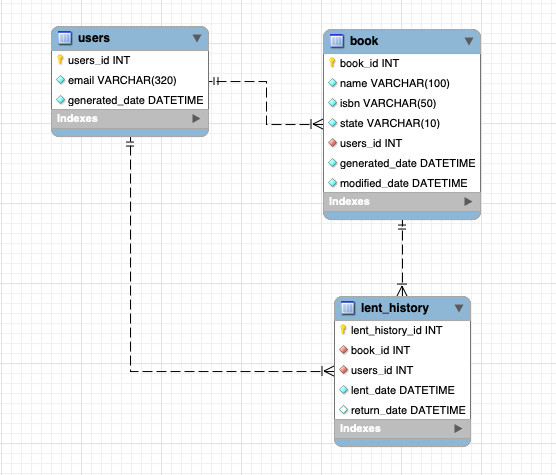 users
users_id INT
email VARCHAR(320)
generated_date DATETIME
Indexes
book
book_id INT
name VARCHAR(100)
isbn VARCHAR(50)
state VARCHAR(10)
users_id INT
generated_date DATETIME
modified_date DATETIME
Indexes
lent_history
lent_history_id INT
book_id INT
users_id INT
lent_date DATETIME
return_date DATETIME
Indexes